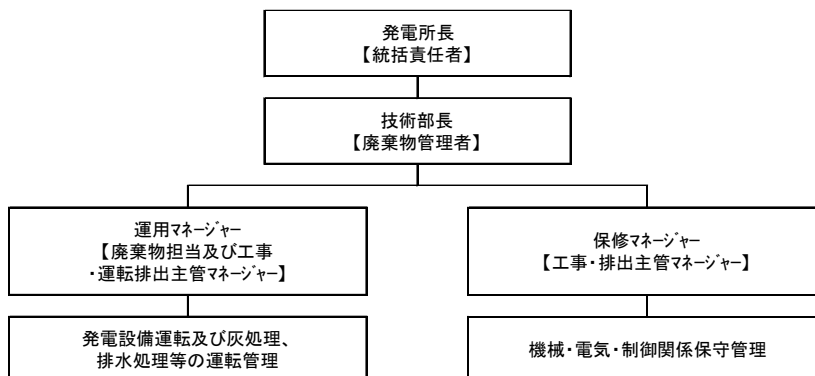 発電所長
【統括責任者】
技術部長
【廃棄物管理者】
運用ﾏﾈｰｼﾞｬｰ
【廃棄物担当及び工事
・運転排出主管ﾏﾈｰｼﾞｬｰ】
保修ﾏﾈｰｼﾞｬｰ
【工事・排出主管ﾏﾈｰｼﾞｬｰ】
発電設備運転及び灰処理、
排水処理等の運転管理
機械・電気・制御関係保守管理